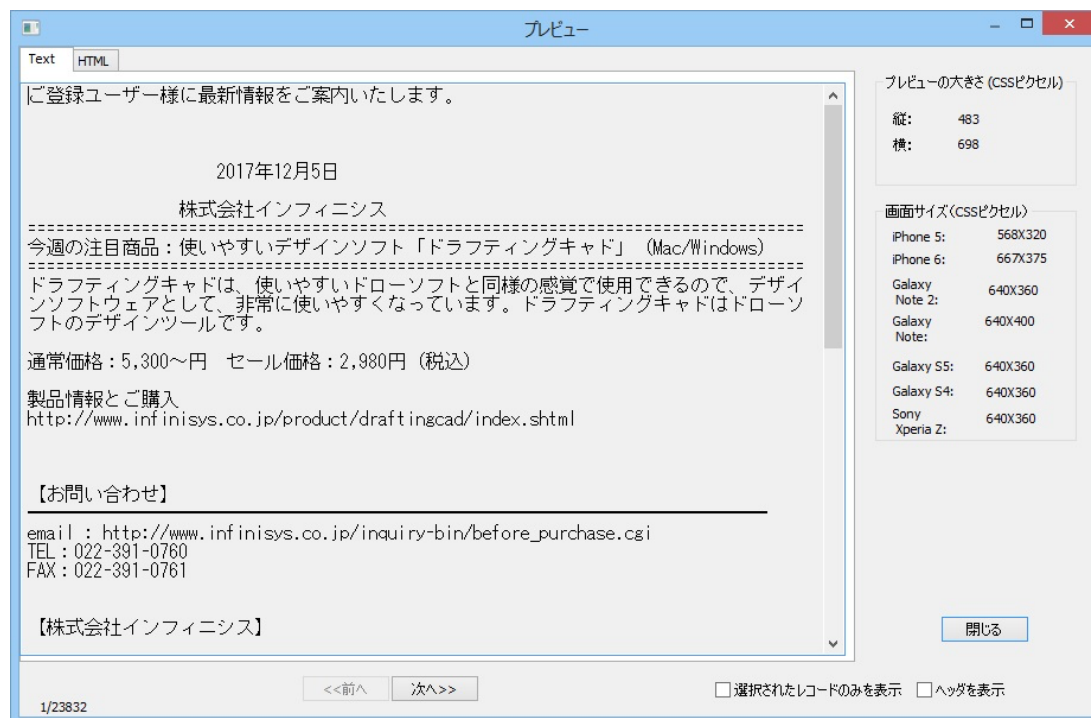 プレビュー
Text HTML
ご登録ユーザー様に最新情報をご案内いたします。
2017年12月5日
株式会社インフィニシス
================================================================================
今週の注目商品：使いやすいデザインソフト「ドラフティングキャド」 (Mac/Windows)
================================================================================
ドラフティングキャドは、使いやすいドローソフトと同様の感覚で使用できるので、デザイ
ンソフトウェアとして、非常に使いやすくなっています。ドラフティングキャドはドローソ
フトのデザインツールです。
通常価格：5,300～円 セール価格：2,980円 (税込)
製品情報とご購入
http://www.infinisys.co.jp/product/draftingcad/index.shtml
【お問い合わせ】
email : http://www.infinisys.co.jp/inquiry-bin/before_purchase.cgi
TEL：022-391-0760
FAX：022-391-0761
【株式会社インフィニシス】
<<前へ 次へ>>
1/23832
選択されたレコードのみを表示 ヘッダを表示
プレビューの大きさ (CSSピクセル)
縦: 483
横: 698
画面サイズ(CSSピクセル)
iPhone 5: 568X320
iPhone 6: 667X375
Galaxy
Note 2: 640X360
Galaxy
Note: 640X400
Galaxy S5: 640X360
Galaxy S4: 640X360
Sony
Xperia Z: 640X360
閉じる